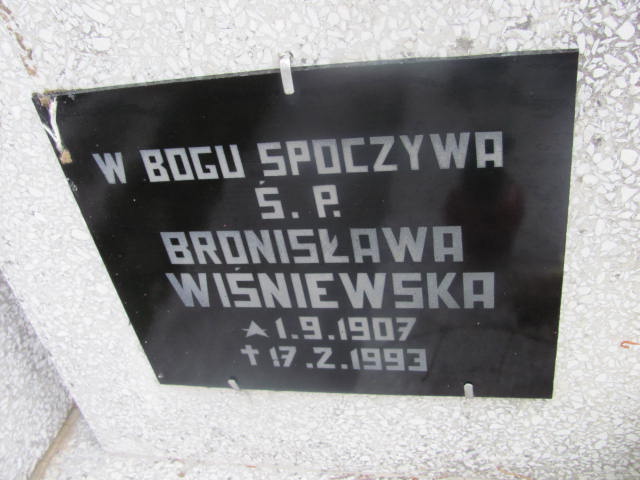 W BOGU SPOCZYWA
Ś. P.
BRONISŁAWA
WIŚNIEWSKA
★ 1.9.1907
✝ 17.2.1993